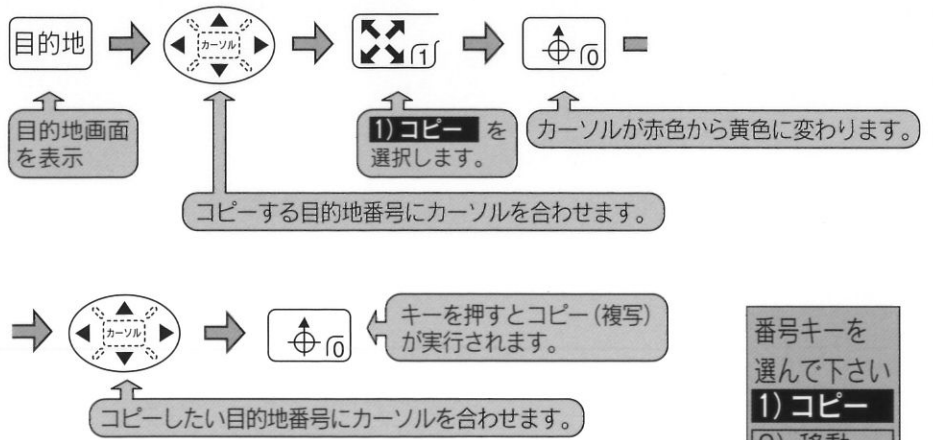 目的地
カーソル
1
0
目的地画面
を表示
1) コピー を
選択します。
カーソルが赤色から黄色に変わります。
コピーする目的地番号にカーソルを合わせます。
カーソル
0
キーを押すとコピー(複写)
が実行されます。
コピーしたい目的地番号にカーソルを合わせます。
番号キーを
選んで下さい
1) コピー